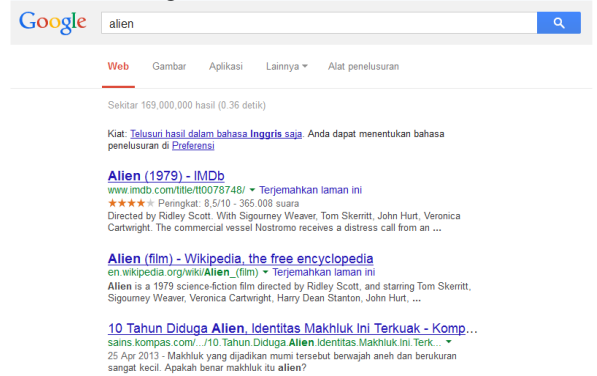 Google alien
Web Gambar Aplikasi Lainnya Alat penelusuran
Sekitar 169,000,000 hasil (0.36 detik)
Kiat: Telusuri hasil dalam bahasa Inggris saja. Anda dapat menentukan bahasa
penelusuran di Preferensi
Alien (1979) - IMDb
www.imdb.com/title/tt0078748/ Terjemahkan laman ini
Peringkat: 8,5/10 - 365.008 suara
Directed by Ridley Scott. With Sigourney Weaver, Tom Skerritt, John Hurt, Veronica
Cartwright. The commercial vessel Nostromo receives a distress call from an ...
Alien (film) - Wikipedia, the free encyclopedia
en.wikipedia.org/wiki/Alien_(film) Terjemahkan laman ini
Alien is a 1979 science-fiction film directed by Ridley Scott, and starring Tom Skerritt,
Sigourney Weaver, Veronica Cartwright, Harry Dean Stanton, John Hurt, ...
10 Tahun Diduga Alien, Identitas Makhluk Ini Terkuak - Komp...
sains.kompas.com/.../10.Tahun.Diduga.Alien.Identitas.Makhluk.Ini.Terk...
25 Apr 2013 - Makhluk yang dijadikan mumi tersebut berwajah aneh dan berukuran
sangat kecil. Apakah benar makhluk itu alien?